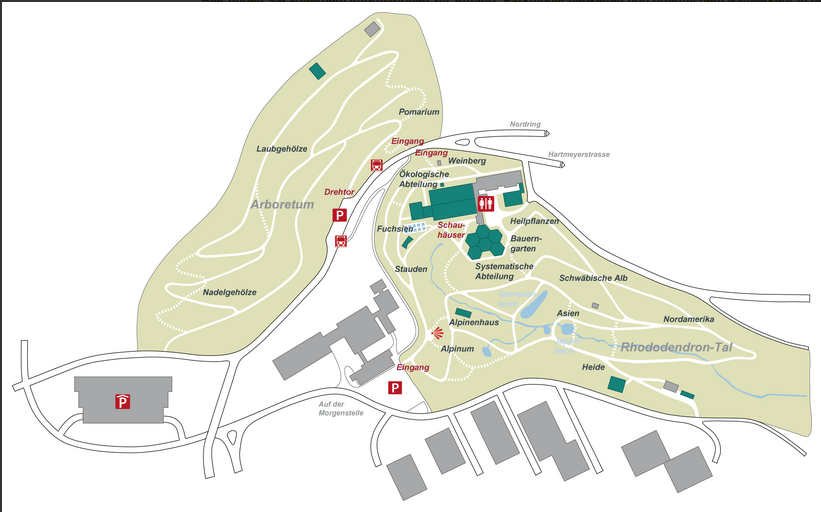 Pomarium
Nordring
Eingang
Laubgehölze
Eingang
Hartmeyerstrasse
Weinberg
Ökologische
Abteilung
Drehtor
Arboretum
P
Heilpflanzen
Fuchsien
Schau-
häuser
Bauern-
garten
Systematische
Abteilung
Stauden
Schwäbische Alb
Nadelgehölze
Asien
Nordamerika
Alpinenhaus
Rhododendron-Tal
Alpinum
Eingang
Heide
P
P
Auf der
Morgenstelle